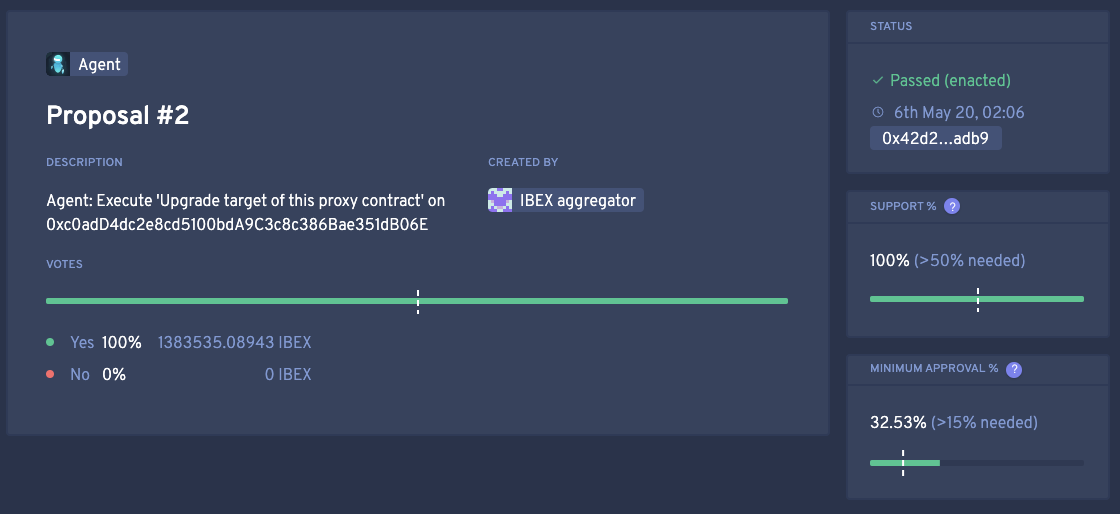 Agent
Proposal #2
DESCRIPTION
Agent: Execute 'Upgrade target of this proxy contract' on
0xc0adD4dc2e8cd5100bdA9C3c8c386Bae351dB06E
CREATED BY
IBEX aggregator
VOTES
Yes 100% 1383535.08943 IBEX
No 0% 0 IBEX
STATUS
Passed (enacted)
6th May 20, 02:06
0x42d2...adb9
SUPPORT % ?
100% (>50% needed)
MINIMUM APPROVAL % ?
32.53% (>15% needed)